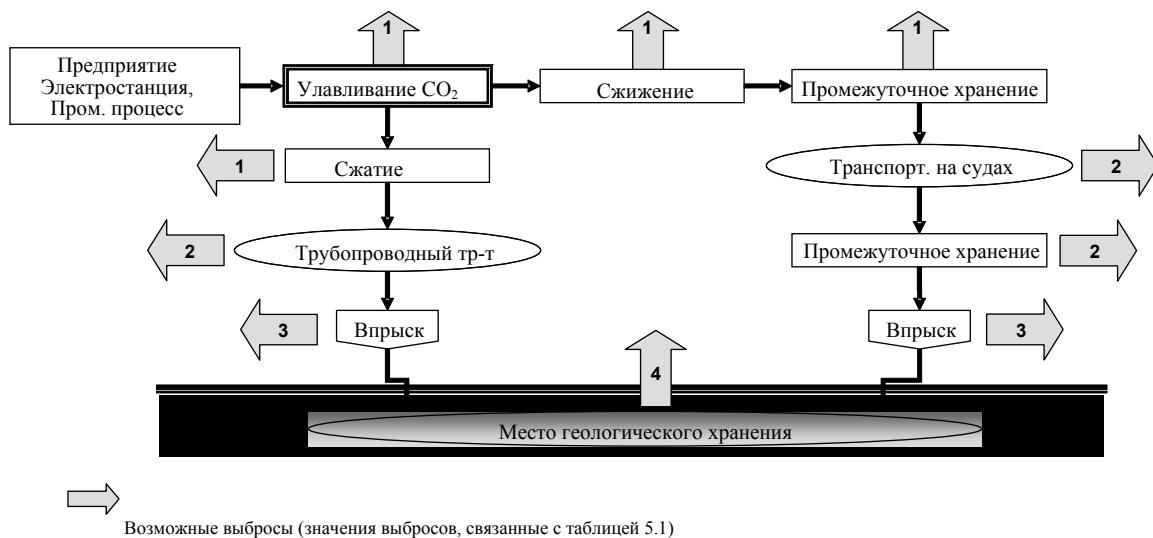 1 1 1
Предприятие
Электростанция,
Пром. процесс
Улавливание CO₂
Сжижение
Промежуточное хранение
1
Сжатие
Транспорт. на судах
2
2
Трубопроводный тр-т
Промежуточное хранение
2
3
Впрыск
4
Впрыск
3
Место геологического хранения
Возможные выбросы (значения выбросов, связанные с таблицей 5.1)